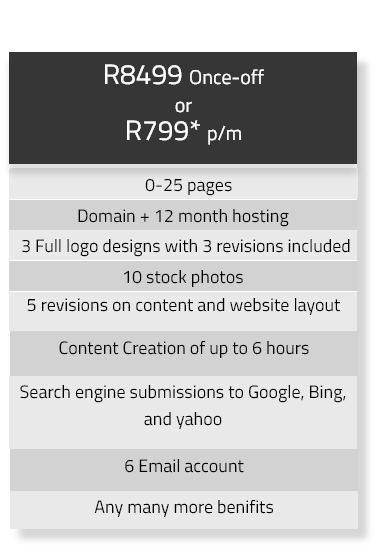 R8499 Once-off
or
R799* p/m
0-25 pages
Domain + 12 month hosting
3 Full logo designs with 3 revisions included
10 stock photos
5 revisions on content and website layout
Content Creation of up to 6 hours
Search engine submissions to Google, Bing,
and yahoo
6 Email account
Any many more benifits